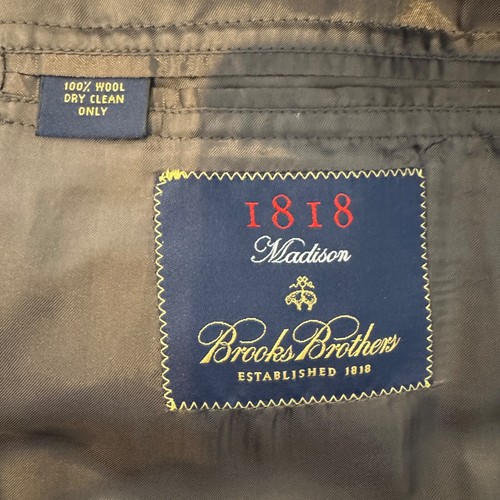 100% WOOL
DRY CLEAN
ONLY
1818
Madison
Brooks Brothers
ESTABLISHED 1818